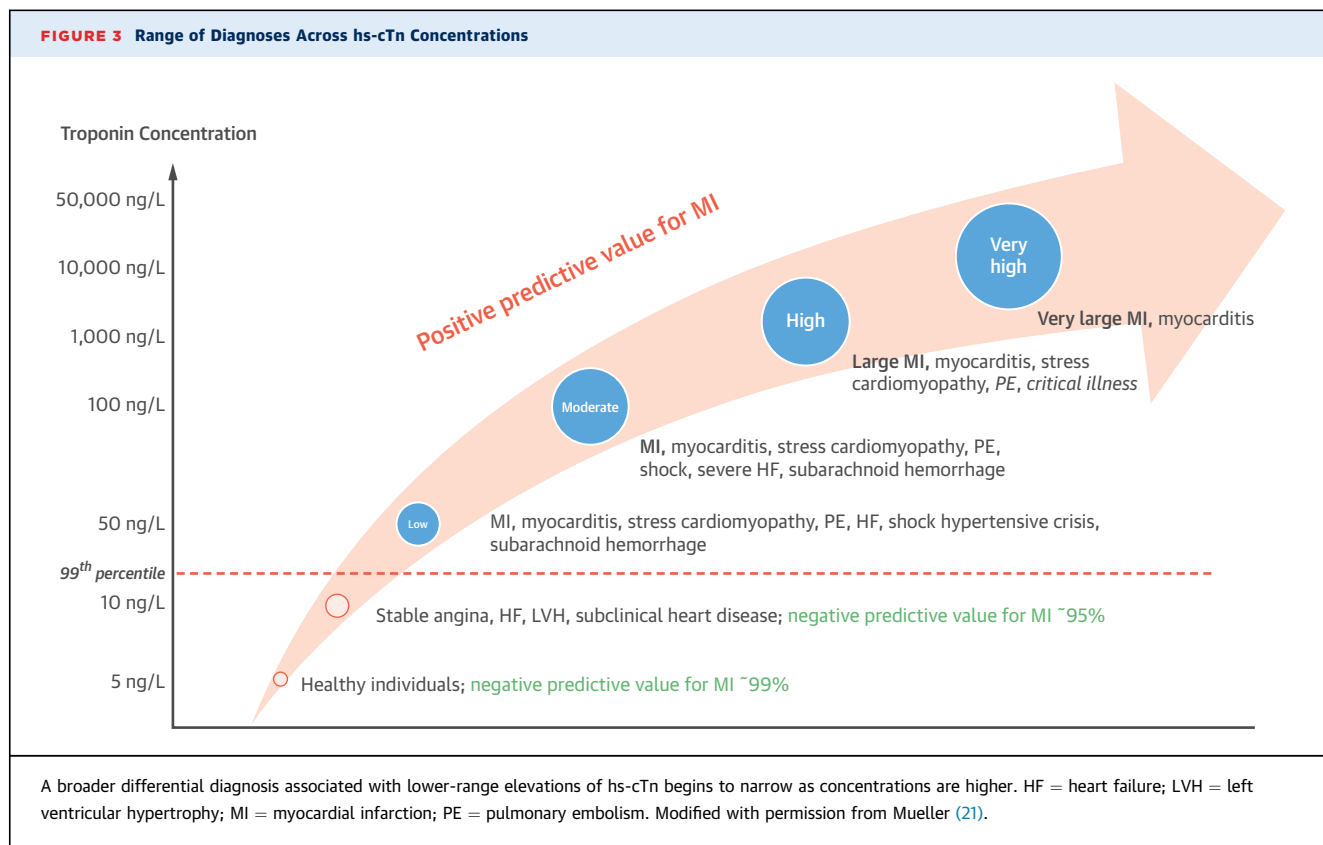 FIGURE 3 Range of Diagnoses Across hs-cTn Concentrations
Troponin Concentration
50,000 ng/L
10,000 ng/L
1,000 ng/L
100 ng/L
50 ng/L
99th percentile
10 ng/L
5 ng/L
Positive predictive value for MI
Very
high
Very large MI, myocarditis
High
Large MI, myocarditis, stress
cardiomyopathy, PE, critical illness
Moderate
MI, myocarditis, stress cardiomyopathy, PE,
shock, severe HF, subarachnoid hemorrhage
Low
MI, myocarditis, stress cardiomyopathy, PE, HF, shock hypertensive crisis,
subarachnoid hemorrhage
Stable angina, HF, LVH, subclinical heart disease; negative predictive value for MI ~95%
Healthy individuals; negative predictive value for MI ~99%
A broader differential diagnosis associated with lower-range elevations of hs-cTn begins to narrow as concentrations are higher. HF = heart failure; LVH = left
ventricular hypertrophy; MI = myocardial infarction; PE = pulmonary embolism. Modified with permission from Mueller (21).